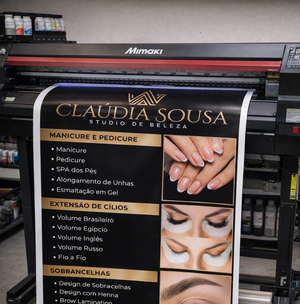 Mimaki
CLAÚDIA SOUSA
STUDIO DE BELEZA
MANICURE E PEDICURE
• Manicure
• Pedicure
• SPA dos Pés
• Alongamento de Unhas
• Esmaltação em Gel
EXTENSÃO DE CÍLIOS
• Volume Brasileiro
• Volume Egípcio
• Volume Inglês
• Volume Russo
• Fio a Fio
SOBRANCELHAS
• Design de Sobrancelhas
• Design com Henna
• Brow Lamination